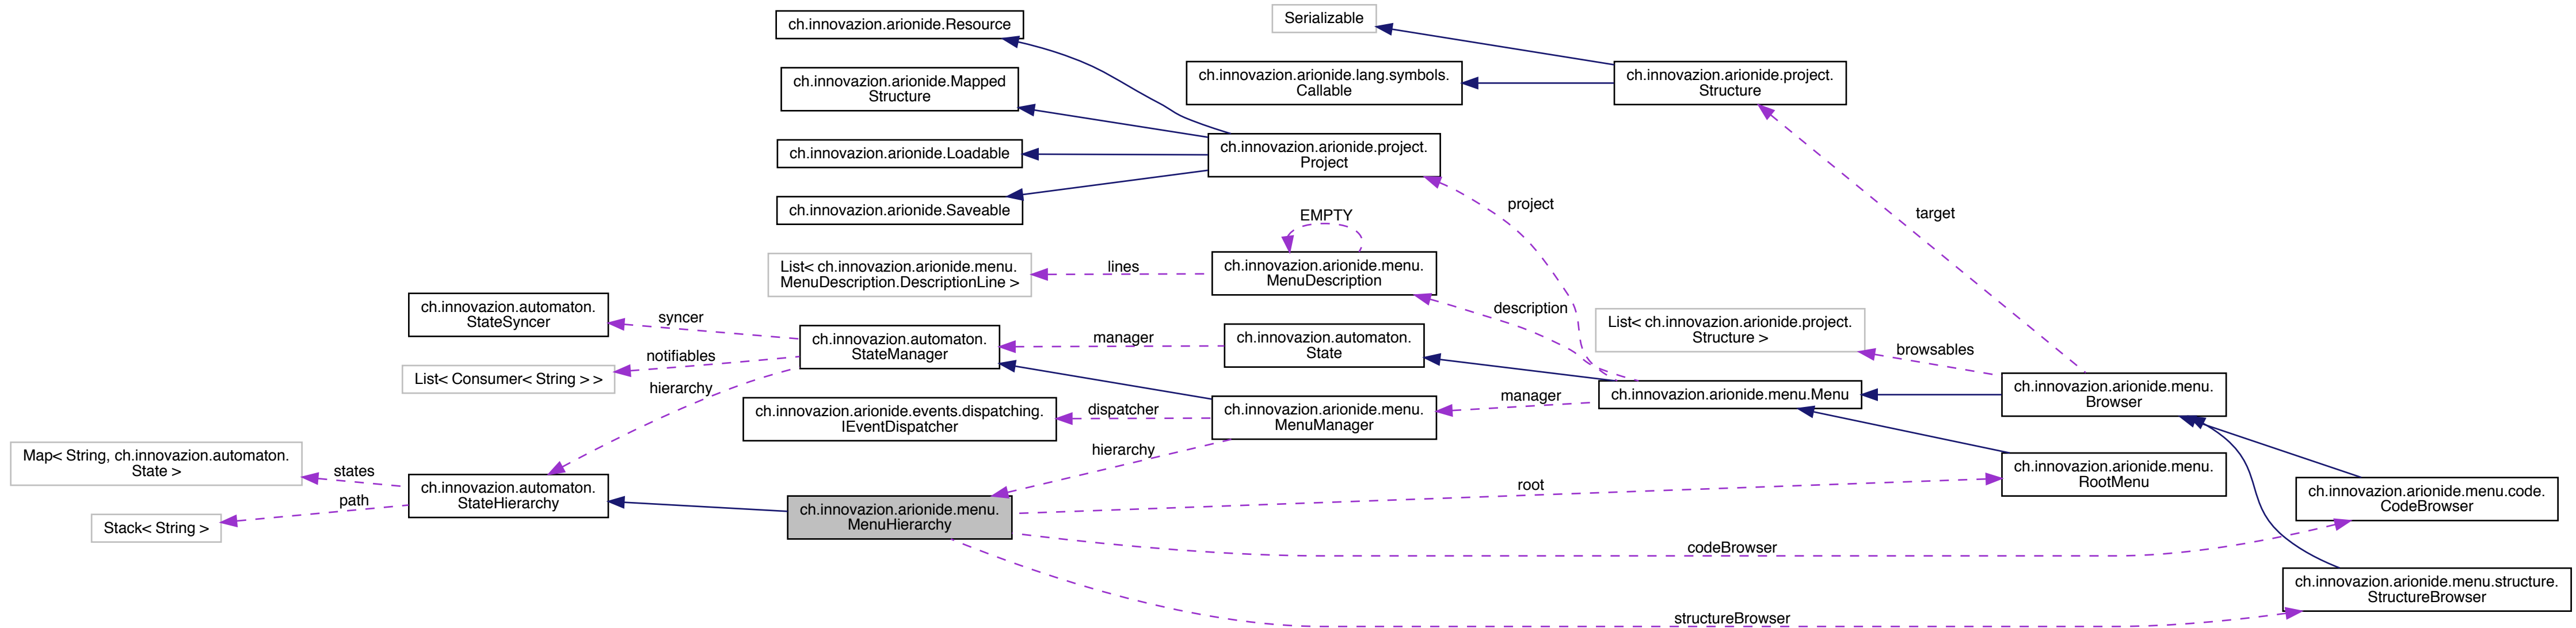 ch.innovazion.arionide.Resource
Serializable
ch.innovazion.arionide.Mapped
Structure
ch.innovazion.arionide.lang.symbols.
Callable
ch.innovazion.arionide.project.
Structure
ch.innovazion.arionide.Loadable
ch.innovazion.arionide.project.
Project
ch.innovazion.arionide.Saveable
project
target
EMPTY
List< ch.innovazion.arionide.menu.
MenuDescription.DescriptionLine >
lines
ch.innovazion.arionide.menu.
MenuDescription
ch.innovazion.automaton.
StateSyncer
syncer
description
List< ch.innovazion.arionide.project.
Structure >
ch.innovazion.automaton.
StateManager
manager
ch.innovazion.automaton.
State
browsables
List< Consumer< String > >
notifiables
hierarchy
ch.innovazion.arionide.menu.Menu
ch.innovazion.arionide.menu.
Browser
ch.innovazion.arionide.events.dispatching.
IEventDispatcher
dispatcher
ch.innovazion.arionide.menu.
MenuManager
manager
hierarchy
Map< String, ch.innovazion.automaton.
State >
states
path
Stack< String >
ch.innovazion.automaton.
StateHierarchy
ch.innovazion.arionide.menu.
MenuHierarchy
root
ch.innovazion.arionide.menu.
RootMenu
ch.innovazion.arionide.menu.code.
CodeBrowser
codeBrowser
ch.innovazion.arionide.menu.structure.
StructureBrowser
structureBrowser